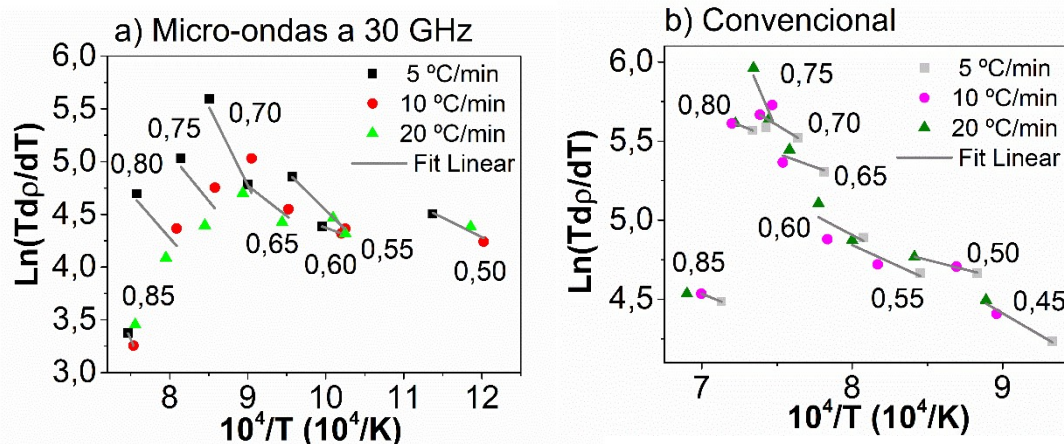 a) Micro-ondas a 30 GHz
6,0
5,5
5,0
4,5
4,0
3,5
3,0
Ln(Tdρ/dT)
5 ºC/min
10 ºC/min
20 ºC/min
Fit Linear
0,70
0,75
0,80
0,65
0,55
0,60
0,50
0,85
8 9 10 11 12
10⁴/T (10⁴/K)
b) Convencional
6,0
5,5
5,0
4,5
Ln(Tdρ/dT)
5 ºC/min
10 ºC/min
20 ºC/min
Fit Linear
0,75
0,80
0,70
0,65
0,60
0,50
0,85
0,55
0,45
7 8 9
10⁴/T (10⁴/K)